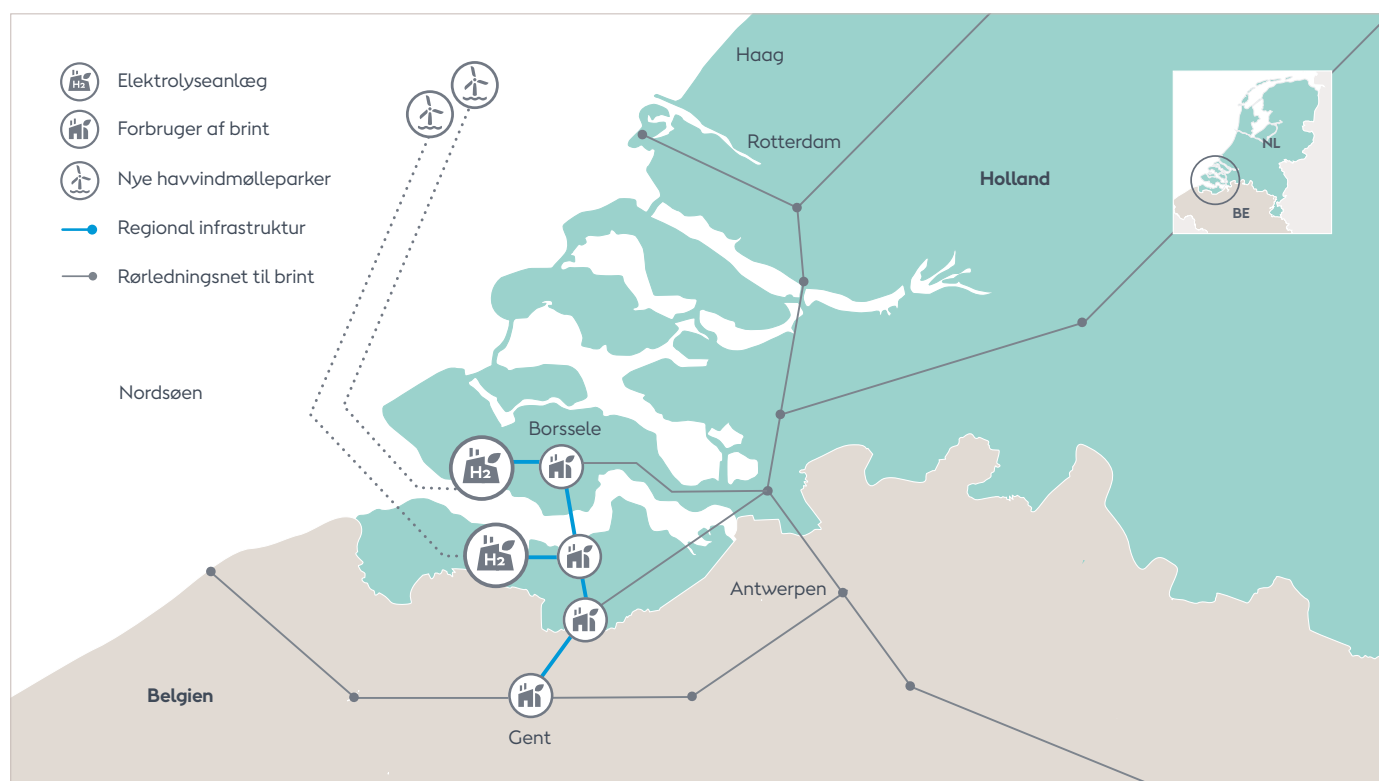 Elektrolyseanlæg
Forbruger af brint
Nye havvindmølleparker
Regional infrastruktur
Rørledningsnet til brint
Haag
Rotterdam
Holland
NL
BE
Nordsøen
Borssele
H2
H2
H2
Antwerpen
Belgien
Gent